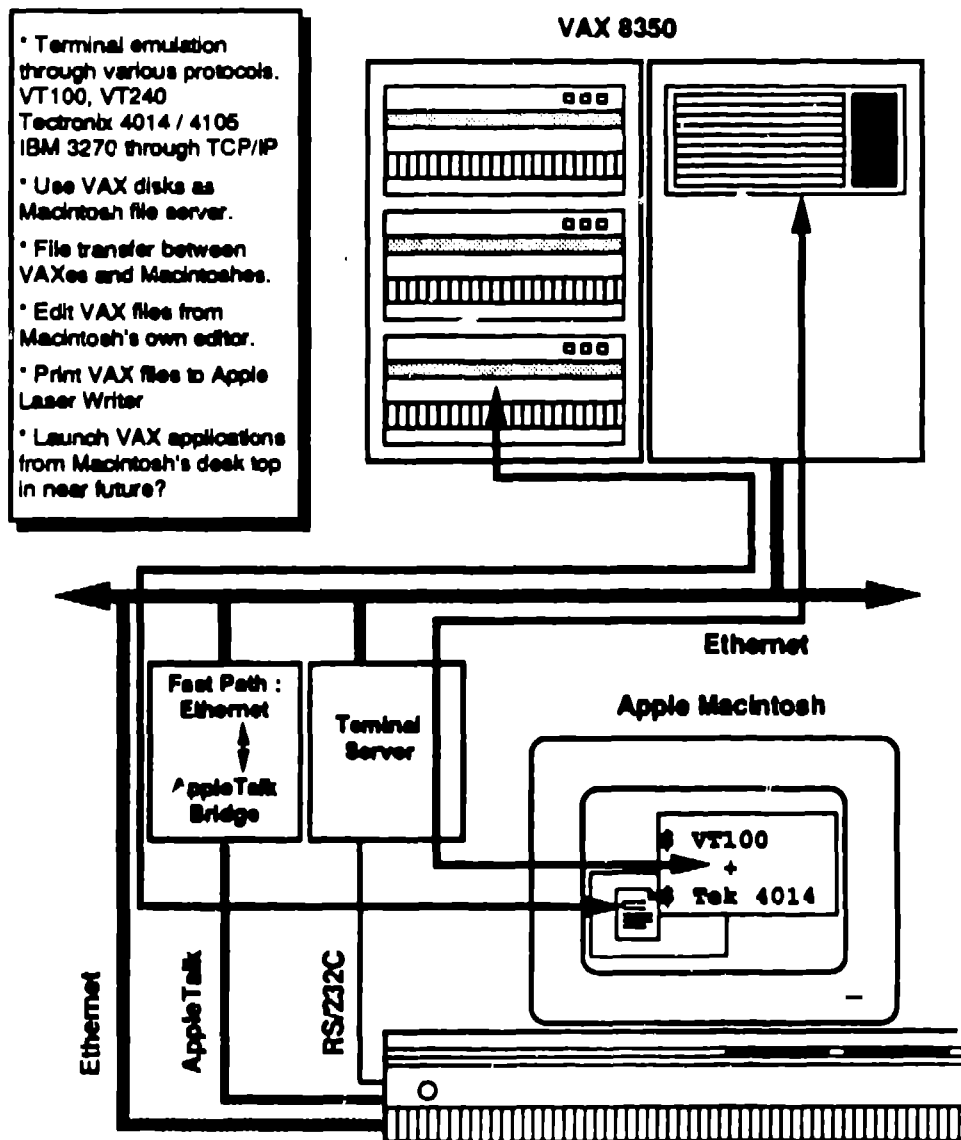 * Terminal emulation
through various protocols.
VT100, VT240
Tectronix 4014 / 4105
IBM 3270 through TCP/IP
* Use VAX disks as
Macintosh file server.
* File transfer between
VAXes and Macintoshes.
* Edit VAX files from
Macintosh's own editor.
* Print VAX files to Apple
Laser Writer
* Launch VAX applications
from Macintosh's desk top
in near future?
VAX 8350
Ethernet
Fast Path :
Ethernet
AppleTalk
Bridge
Teminal
Server
Apple Macintosh
$ VT100
+
$ Tek 4014
Ethernet
AppleTalk
RS/232C